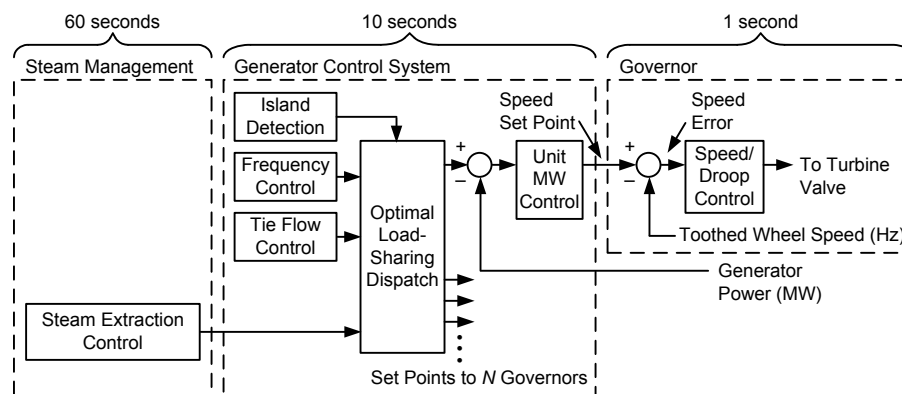 60 seconds
10 seconds
1 second
Steam Management
Generator Control System
Governor
Island
Detection
Speed
Set Point
Speed
Error
Frequency
Control
+
−
Unit
MW
Control
+
−
Speed/
Droop
Control
To Turbine
Valve
Tie Flow
Control
Optimal
Load-
Sharing
Dispatch
Toothed Wheel Speed (Hz)
Generator
Power (MW)
Steam Extraction
Control
Set Points to N Governors